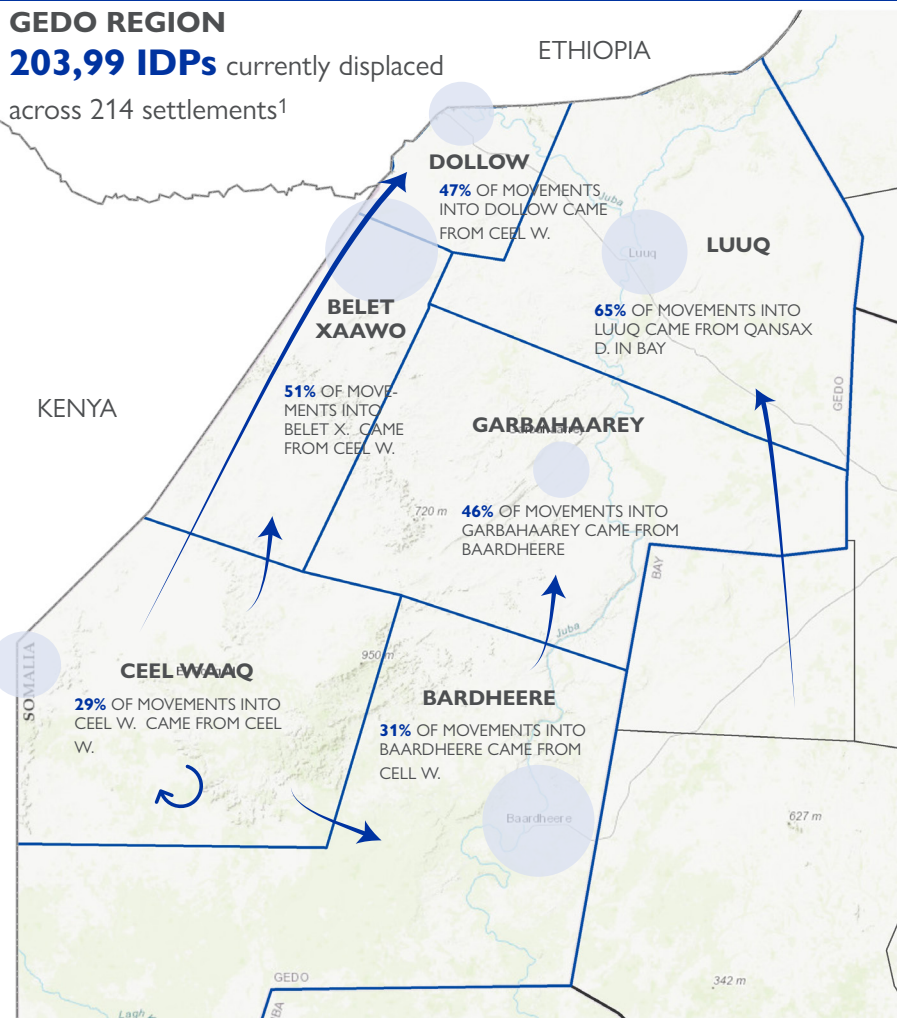 GEDO REGION
203,99 IDPs currently displaced
across 214 settlements1
ETHIOPIA
DOLLOW
47% OF MOVEMENTS
INTO DOLLOW CAME
FROM CEEL W.
Juba
Luuq
LUUQ
65% OF MOVEMENTS INTO
LUUQ CAME FROM QANSAX
D. IN BAY
BELET
XAAWO
51% OF MOVE-
MENTS INTO
BELET X. CAME
FROM CEEL W.
KENYA
GEDO
GARBAHAAREY
720 m
46% OF MOVEMENTS INTO
GARBAHAAREY CAME FROM
BAARDHEERE
BAY
Juba
950 m
SOMALIA
CEEL WAAQ
29% OF MOVEMENTS INTO
CEEL W. CAME FROM CEEL
W.
BARDHEERE
31% OF MOVEMENTS INTO
BAARDHEERE CAME FROM
CELL W.
Baardheere
627 m
GEDO
342 m
Lagh